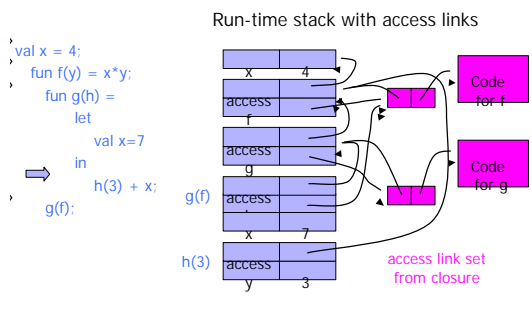 Run-time stack with access links
val x = 4;
fun f(y) = x*y;
fun g(h) =
let
val x=7
in
h(3) + x;
g(f);
x 4
access
f
access
g
g(f) access
x 7
h(3) access
y 3
Code
for f
Code
for g
access link set
from closure